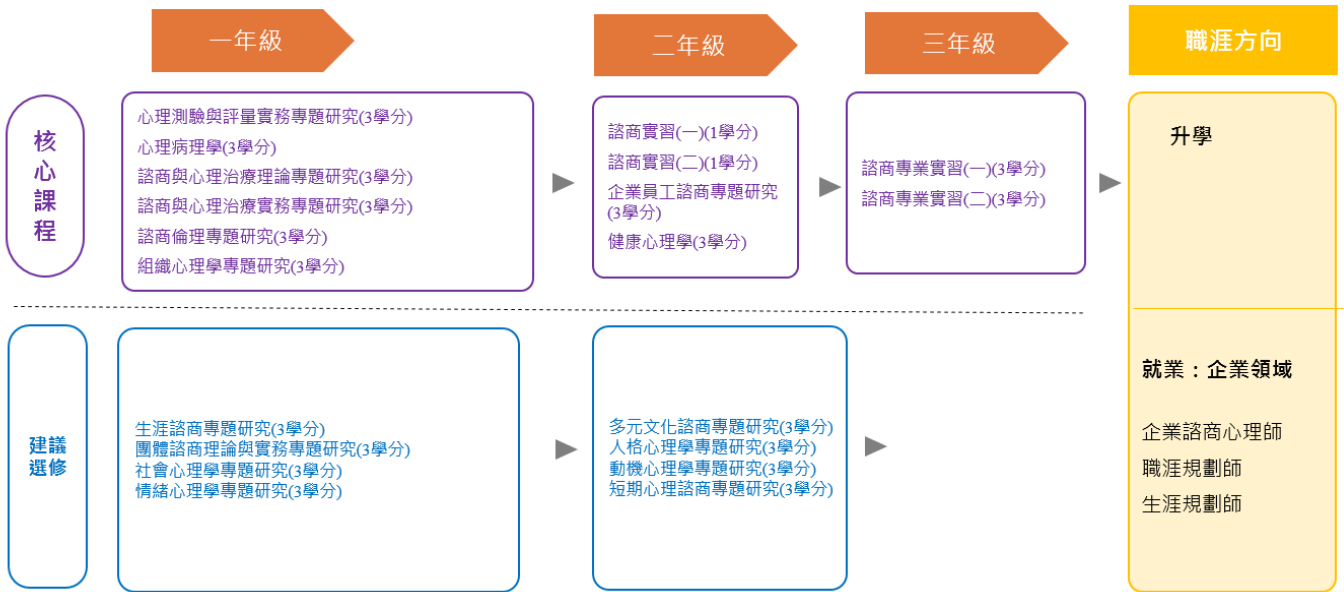 一年級
二年級
三年級
職涯方向
核
心
課
程
心理測驗與評量實務專題研究(3學分)
心理病理學(3學分)
諮商與心理治療理論專題研究(3學分)
諮商與心理治療實務專題研究(3學分)
諮商倫理專題研究(3學分)
組織心理學專題研究(3學分)
諮商實習(一)(1學分)
諮商實習(二)(1學分)
企業員工諮商專題研究
(3學分)
健康心理學(3學分)
諮商專業實習(一)(3學分)
諮商專業實習(二)(3學分)
升學
建議
選修
生涯諮商專題研究(3學分)
團體諮商理論與實務專題研究(3學分)
社會心理學專題研究(3學分)
情緒心理學專題研究(3學分)
多元文化諮商專題研究(3學分)
人格心理學專題研究(3學分)
動機心理學專題研究(3學分)
短期心理諮商專題研究(3學分)
就業：企業領域
企業諮商心理師
職涯規劃師
生涯規劃師